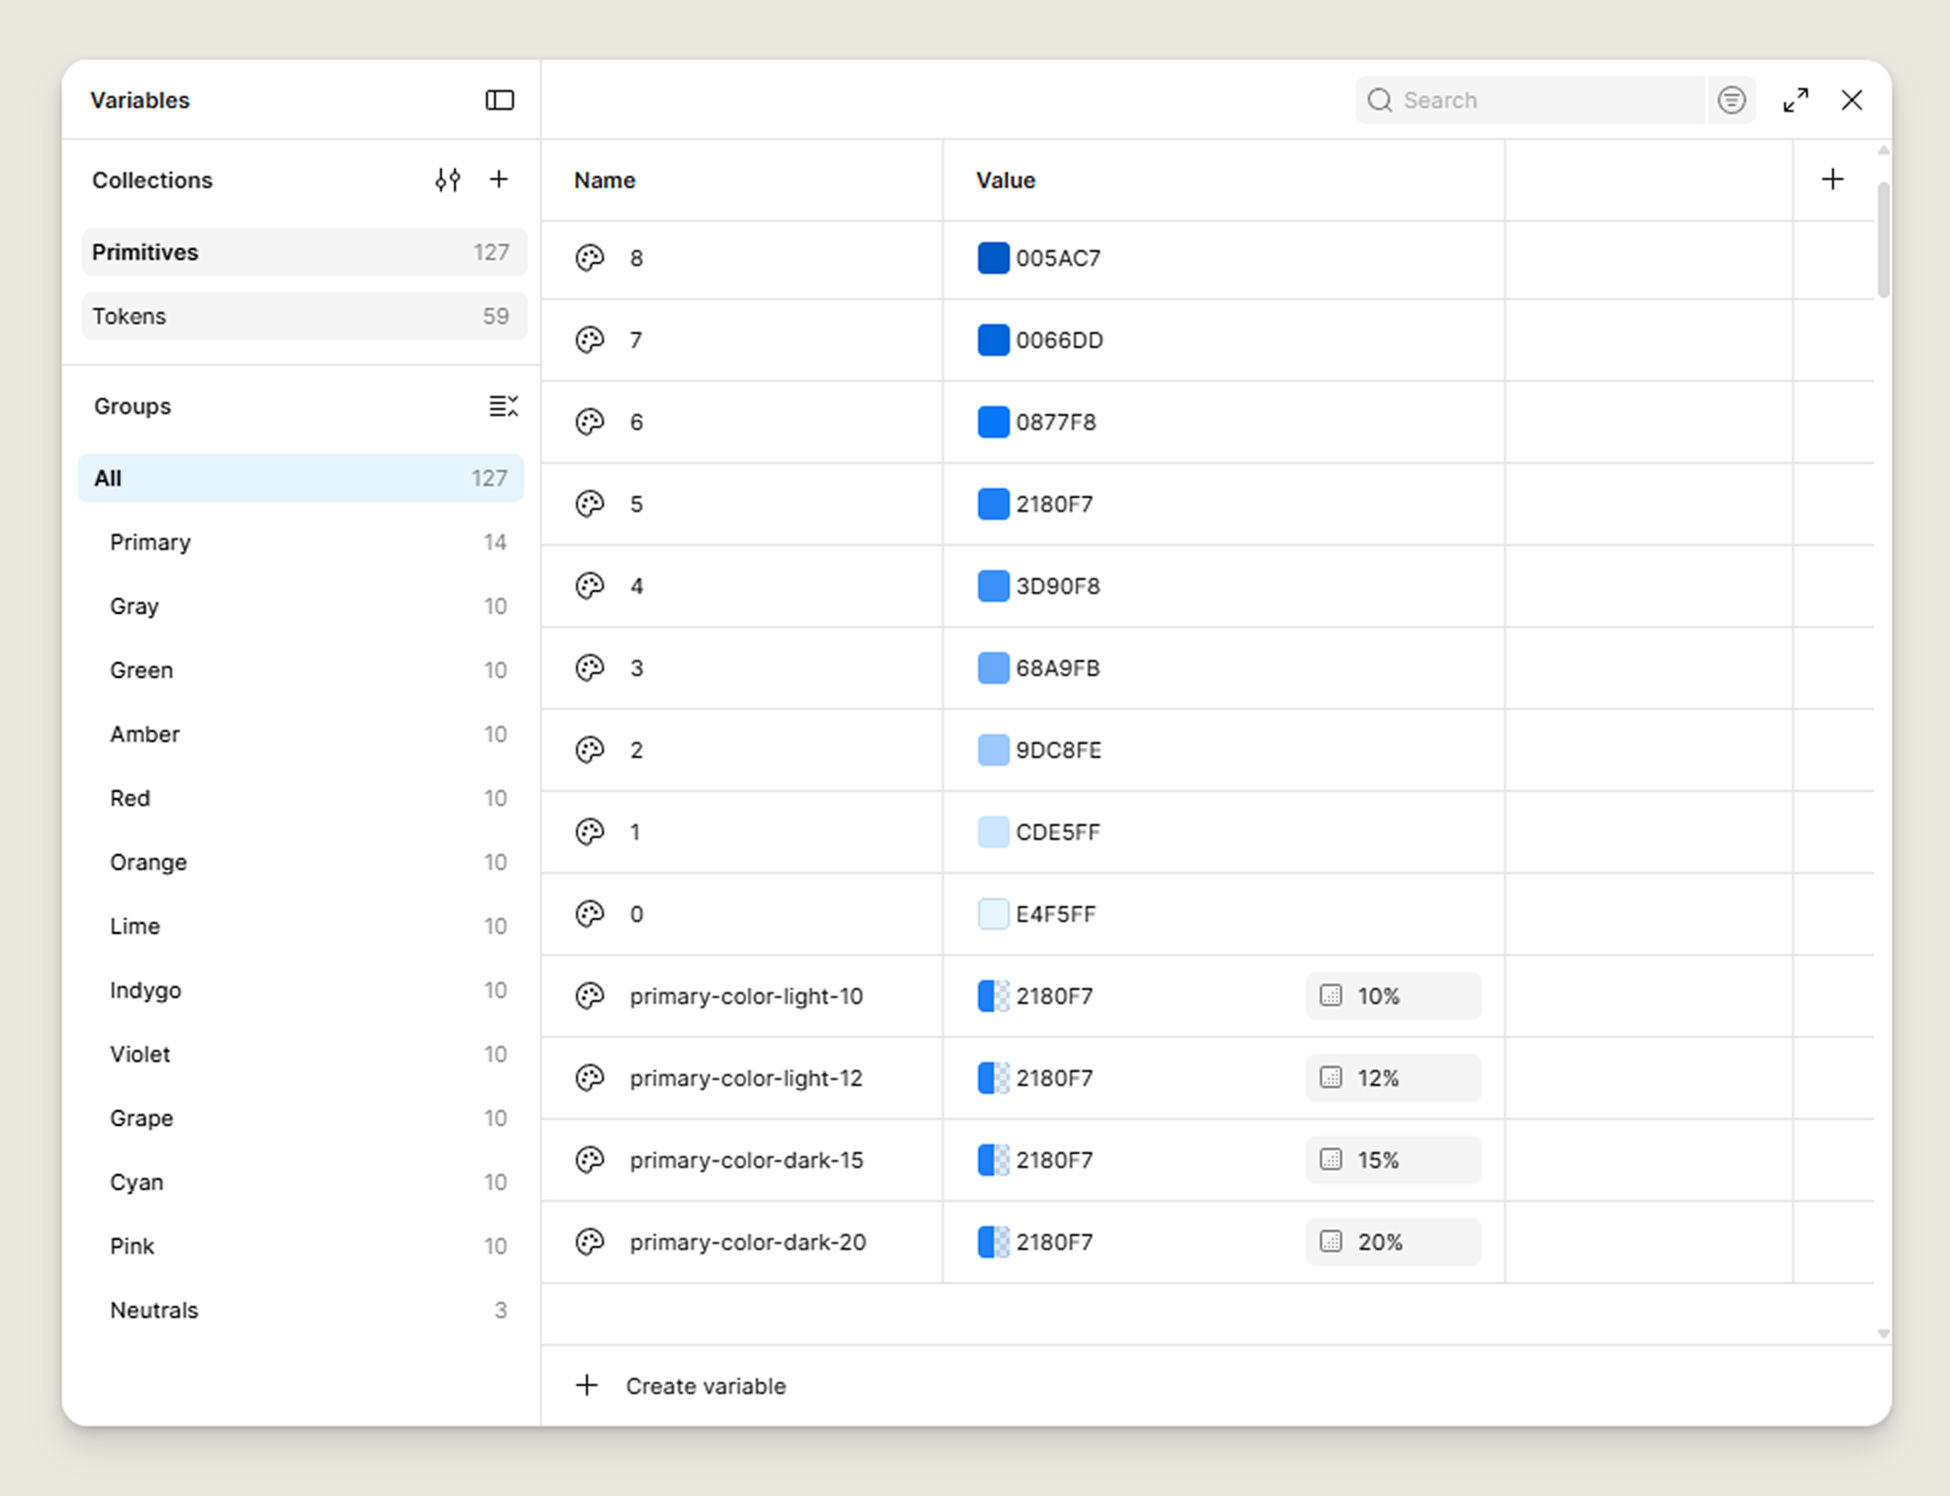 Variables
Search
Collections
Primitives 127
Tokens 59
Groups
All 127
Primary 14
Gray 10
Green 10
Amber 10
Red 10
Orange 10
Lime 10
Indygo 10
Violet 10
Grape 10
Cyan 10
Pink 10
Neutrals 3
Name Value
8 005AC7
7 0066DD
6 0877F8
5 2180F7
4 3D90F8
3 68A9FB
2 9DC8FE
1 CDE5FF
0 E4F5FF
primary-color-light-10 2180F7 10%
primary-color-light-12 2180F7 12%
primary-color-dark-15 2180F7 15%
primary-color-dark-20 2180F7 20%
Create variable